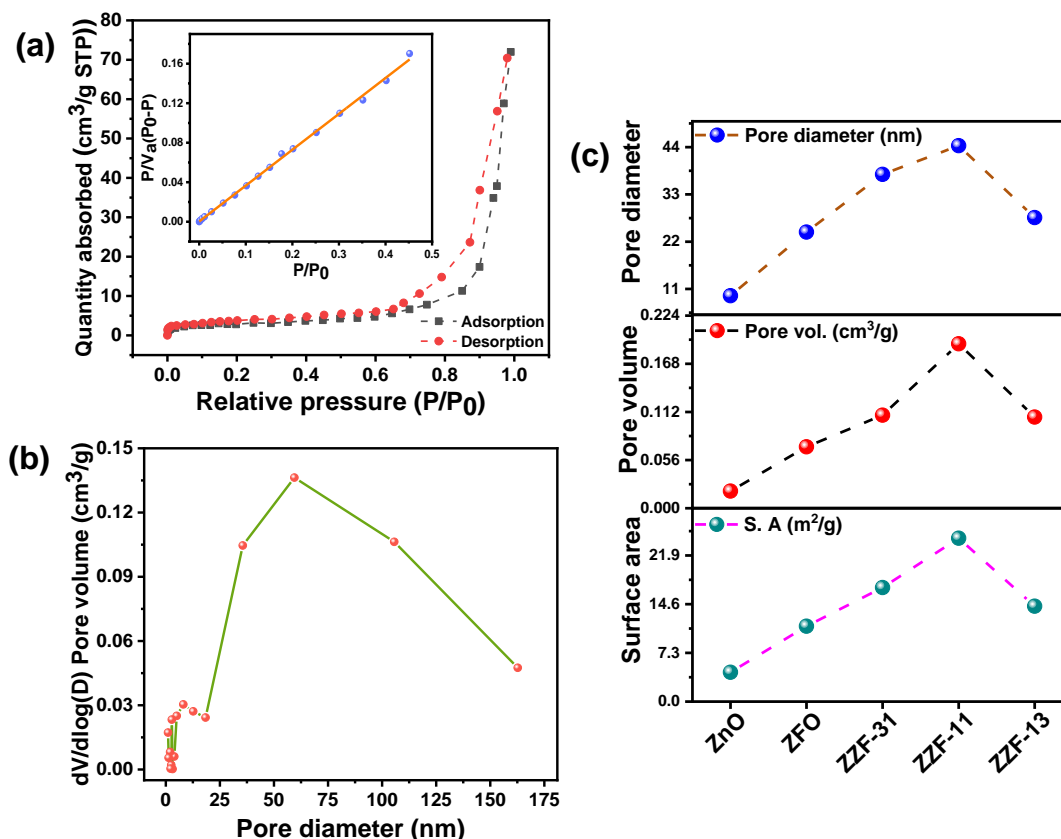 (a)
Quantity absorbed (cm³/g STP)
80
70
60
50
40
30
20
10
0
0.0 0.2 0.4 0.6 0.8 1.0
Relative pressure (P/P₀)
Adsorption
Desorption
P/Vₐ(P₀-P)
0.16
0.12
0.08
0.04
0.00
0.0 0.1 0.2 0.3 0.4 0.5
P/P₀
(b)
dV/dlog(D) Pore volume (cm³/g)
0.15
0.12
0.09
0.06
0.03
0.00
0 25 50 75 100 125 150 175
Pore diameter (nm)
(c)
Pore diameter
44
33
22
11
Pore diameter (nm)
Pore volume
0.224
0.168
0.112
0.056
0.000
Pore vol. (cm³/g)
Surface area
21.9
14.6
7.3
0.0
S. A (m²/g)
ZnO ZFO ZZF-31 ZZF-11 ZZF-13